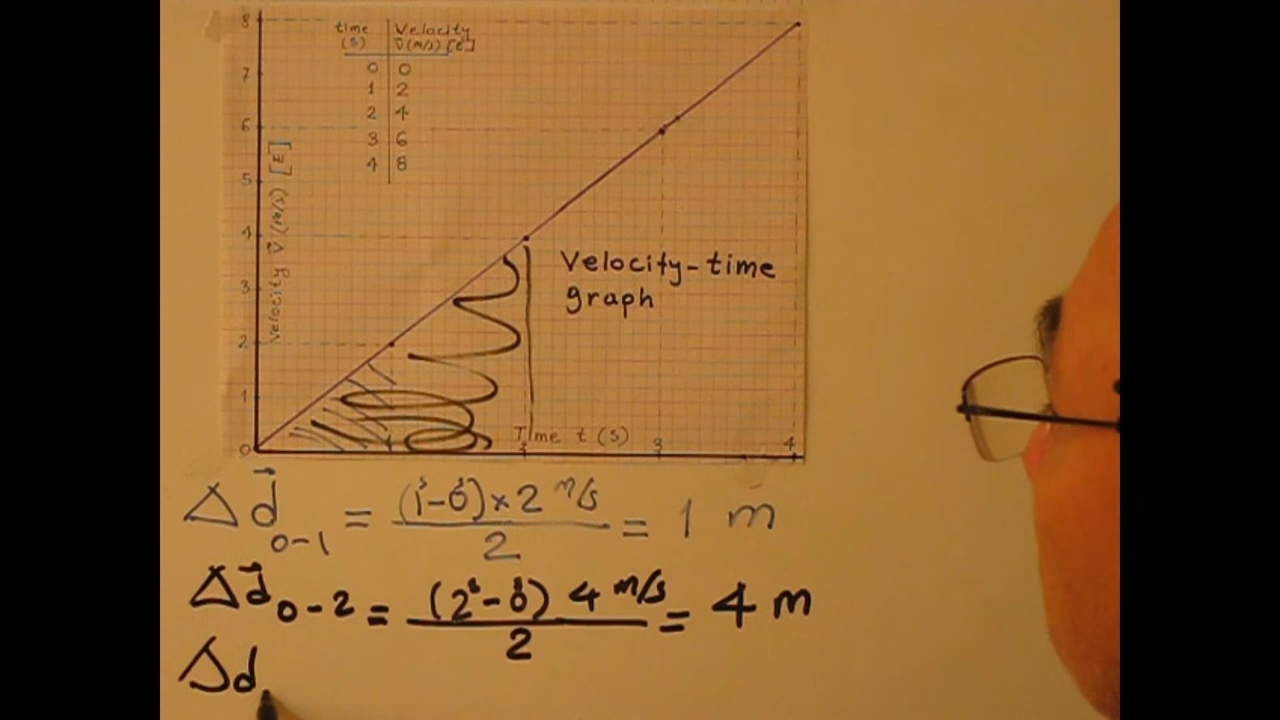 time (s) | Velocity v⃗ (m/s) [E]
0 | 0
1 | 2
2 | 4
3 | 6
4 | 8
8
7
6
5
4
3
2
1
0
Velocity v⃗ (m/s) [E]
Velocity-time
graph
Time t (s)
1 2 3 4
Δd⃗ 0-1 = (1ˢ-0ˢ)×2 m/s / 2 = 1 m
Δd⃗ 0-2 = (2ˢ-0ˢ) 4 m/s / 2 = 4 m
Δd